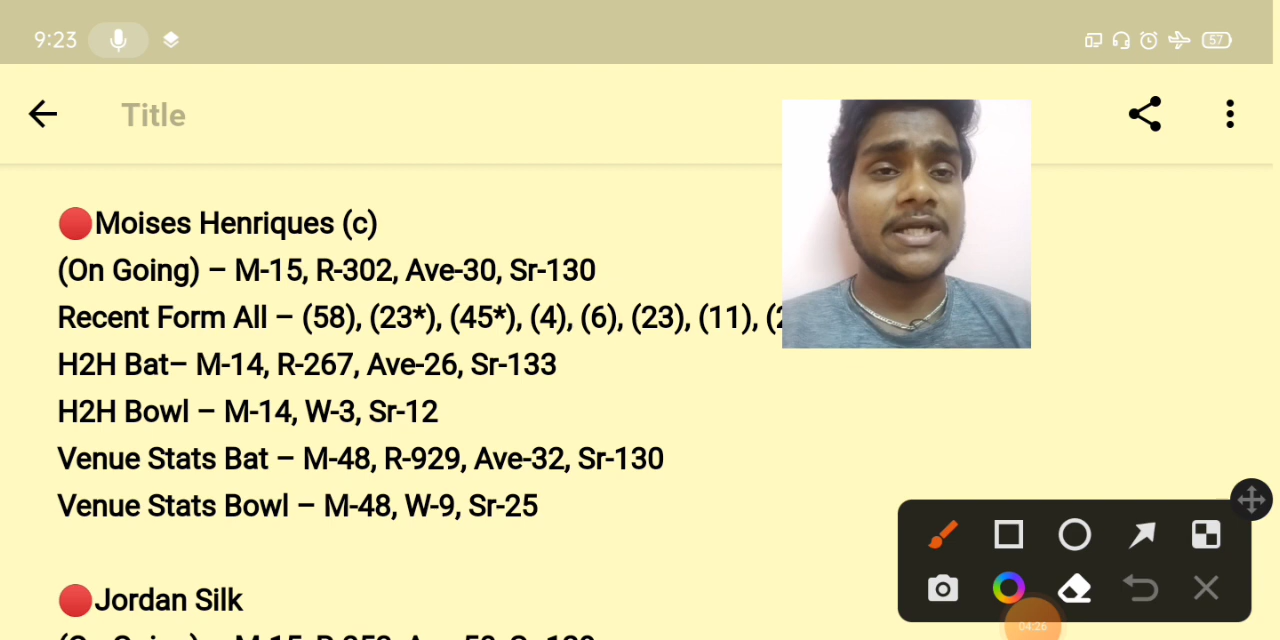 9:23
57
Title
Moises Henriques (c)
(On Going) – M-15, R-302, Ave-30, Sr-130
Recent Form All – (58), (23*), (45*), (4), (6), (23), (11),
H2H Bat– M-14, R-267, Ave-26, Sr-133
H2H Bowl – M-14, W-3, Sr-12
Venue Stats Bat – M-48, R-929, Ave-32, Sr-130
Venue Stats Bowl – M-48, W-9, Sr-25
Jordan Silk
04:26